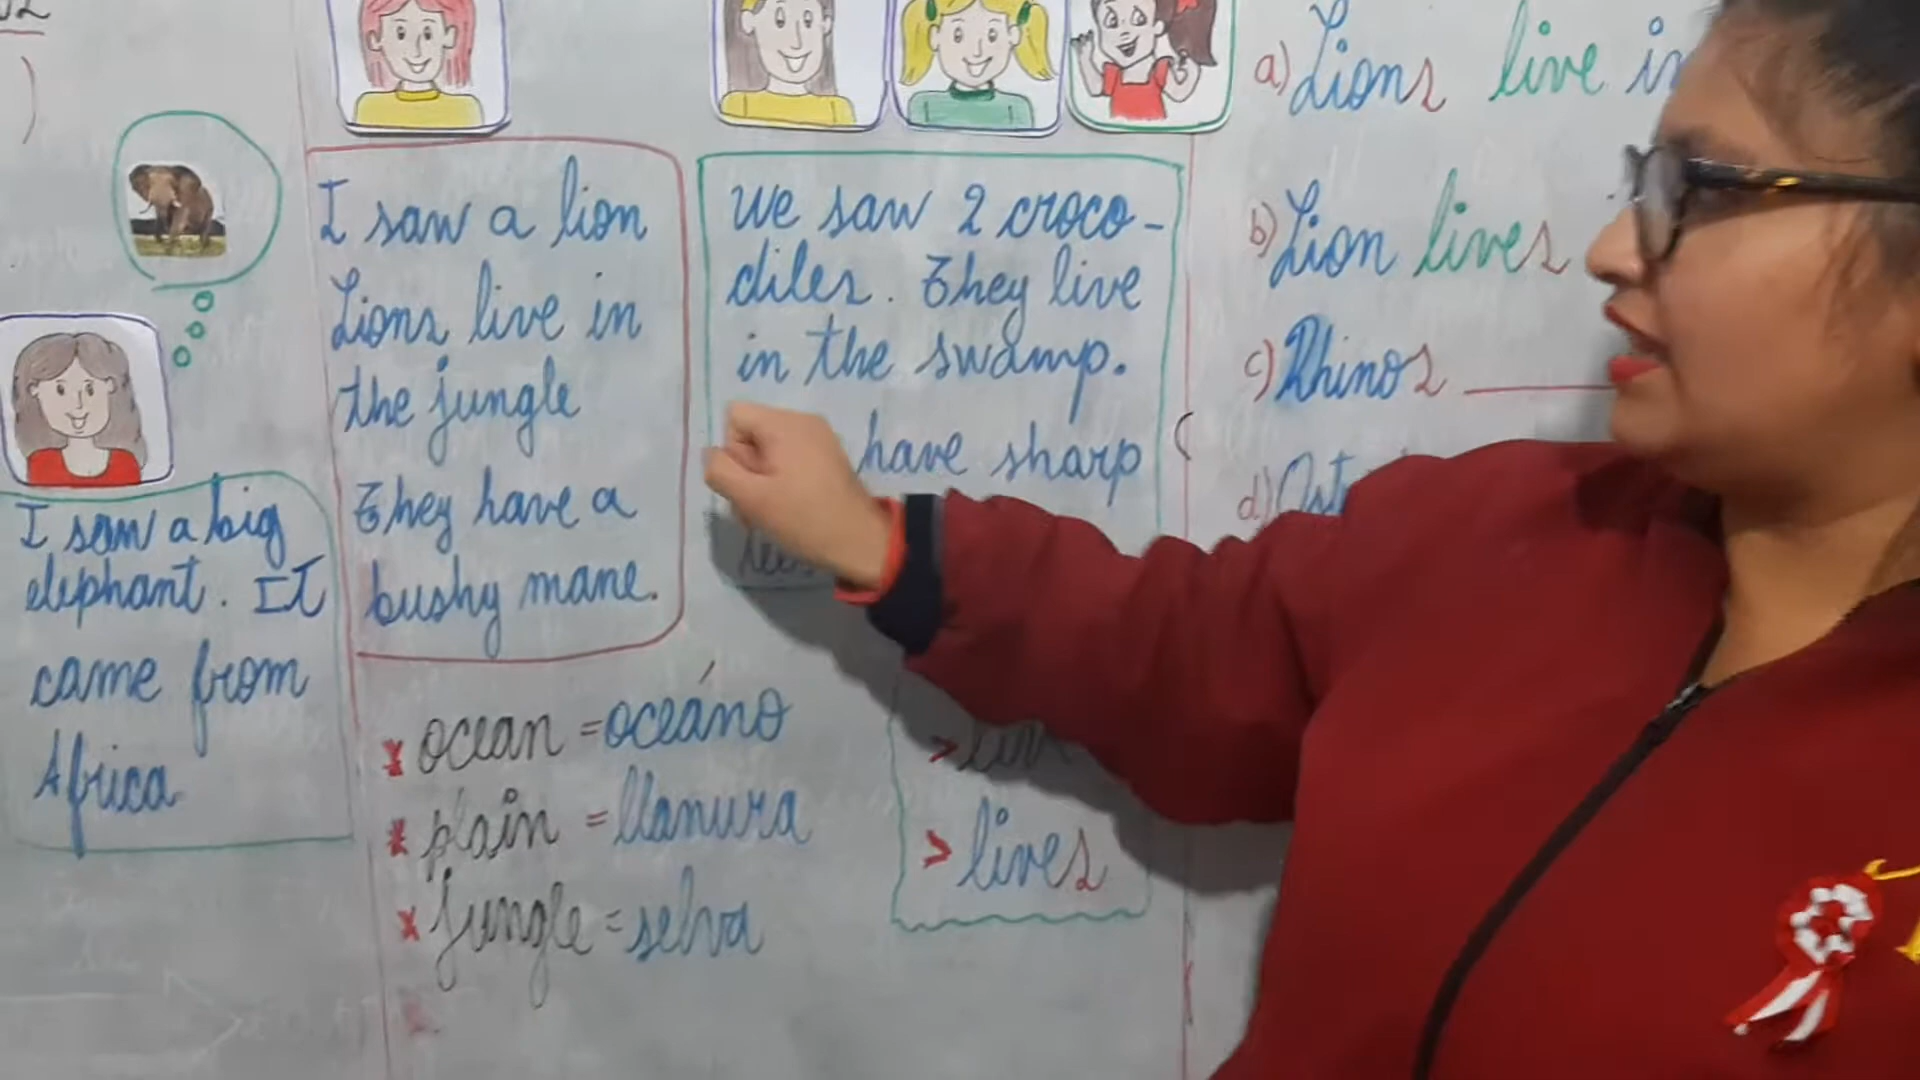 I saw a big
elephant. It
came from
Africa
I saw a lion
Lions live in
the jungle
They have a
bushy mane.
We saw 2 croco-
diles. They live
in the swamp.
have sharp
* ocean = oceáno
* plain = llanura
* jungle = selva
> lives
a) Lions live in
b) Lion lives
c) Rhinos
d)